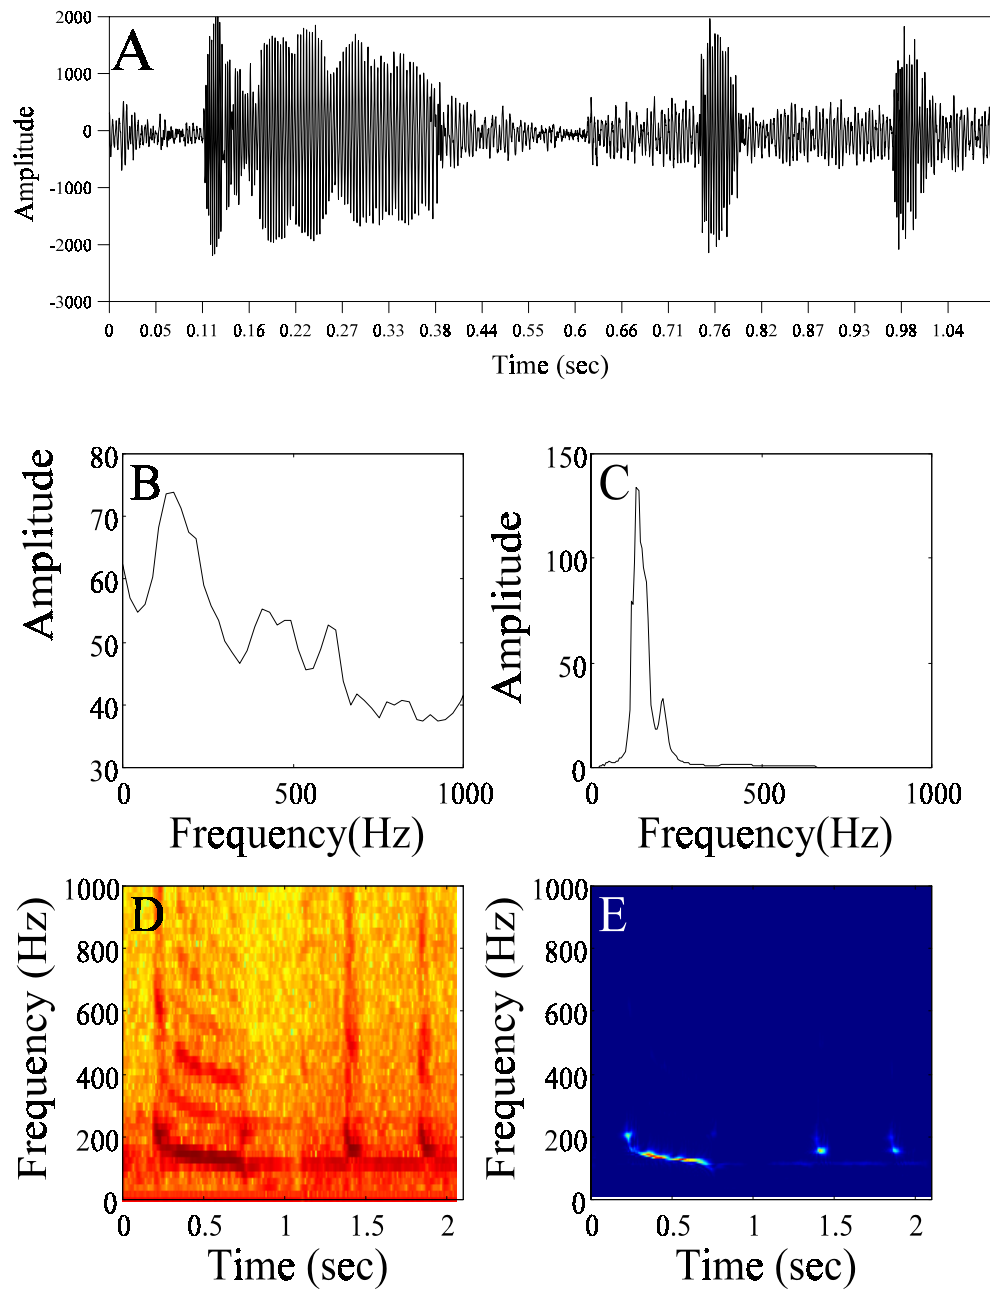 A
2000
1000
0
-1000
-2000
-3000
Amplitude
0 0.05 0.11 0.16 0.22 0.27 0.33 0.38 0.44 0.55 0.6 0.66 0.71 0.76 0.82 0.87 0.93 0.98 1.04
Time (sec)
B
80
70
60
50
40
30
Amplitude
0 500 1000
Frequency(Hz)
C
150
100
50
0
Amplitude
0 500 1000
Frequency(Hz)
D
1000
800
600
400
200
0
Frequency (Hz)
0 0.5 1 1.5 2
Time (sec)
E
1000
800
600
400
200
0
Frequency (Hz)
0 0.5 1 1.5 2
Time (sec)